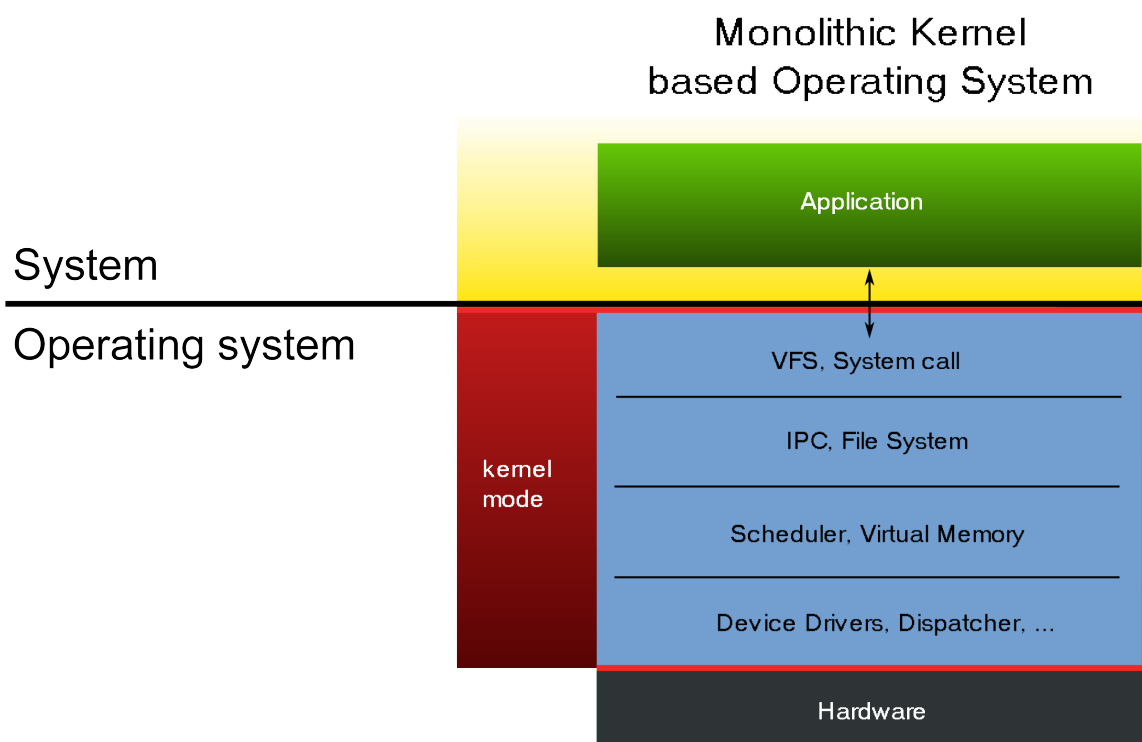 Monolithic Kernel
based Operating System
Application
System
Operating system
VFS, System call
IPC, File System
kernel
mode
Scheduler, Virtual Memory
Device Drivers, Dispatcher, ...
Hardware